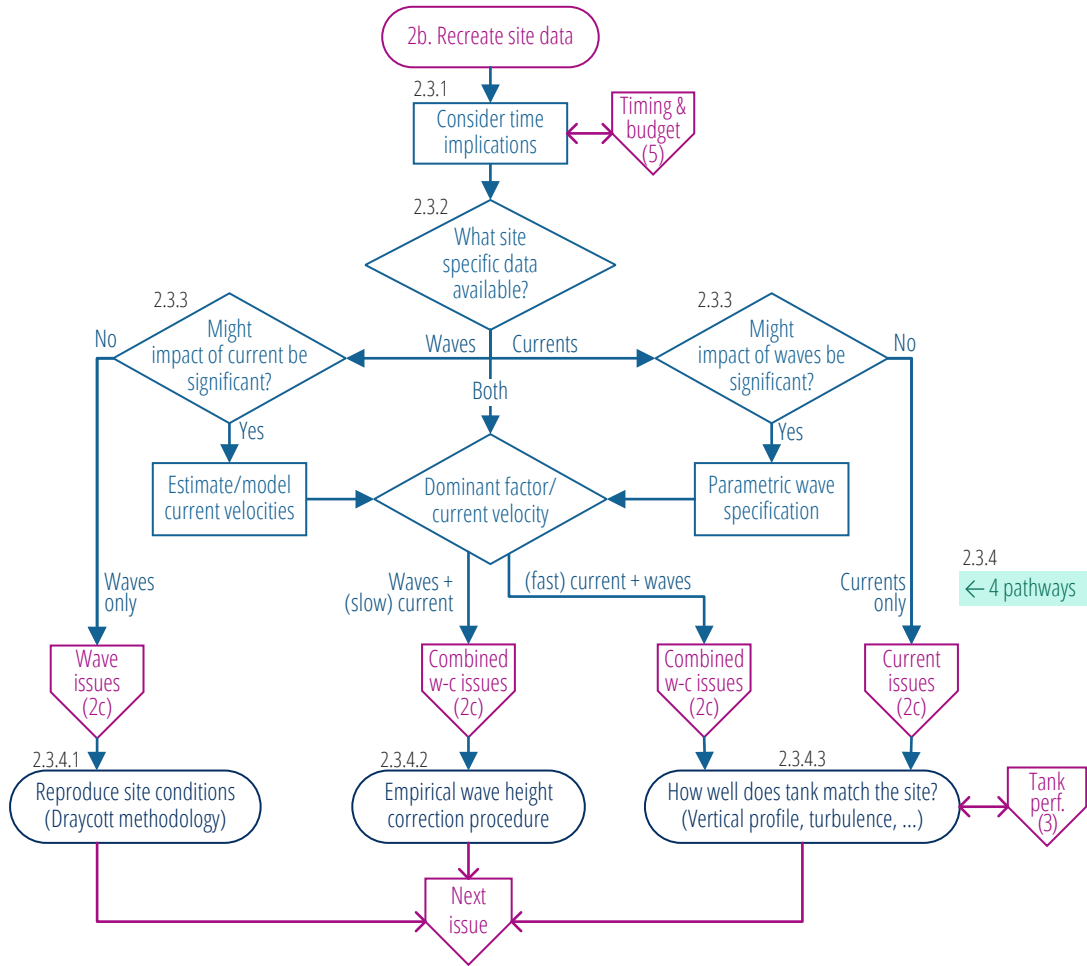 2b. Recreate site data
2.3.1
Consider time
implications
Timing &
budget
(5)
2.3.2
What site
specific data
available?
2.3.3
Might
impact of current be
significant?
No
Yes
Waves
Currents
Both
2.3.3
Might
impact of waves be
significant?
No
Yes
Estimate/model
current velocities
Dominant factor/
current velocity
Parametric wave
specification
Waves
only
Waves +
(slow) current
(fast) current + waves
Currents
only
2.3.4
← 4 pathways
Wave
issues
(2c)
Combined
w-c issues
(2c)
Combined
w-c issues
(2c)
Current
issues
(2c)
2.3.4.1
Reproduce site conditions
(Draycott methodology)
2.3.4.2
Empirical wave height
correction procedure
2.3.4.3
How well does tank match the site?
(Vertical profile, turbulence, ...)
Tank
perf.
(3)
Next
issue